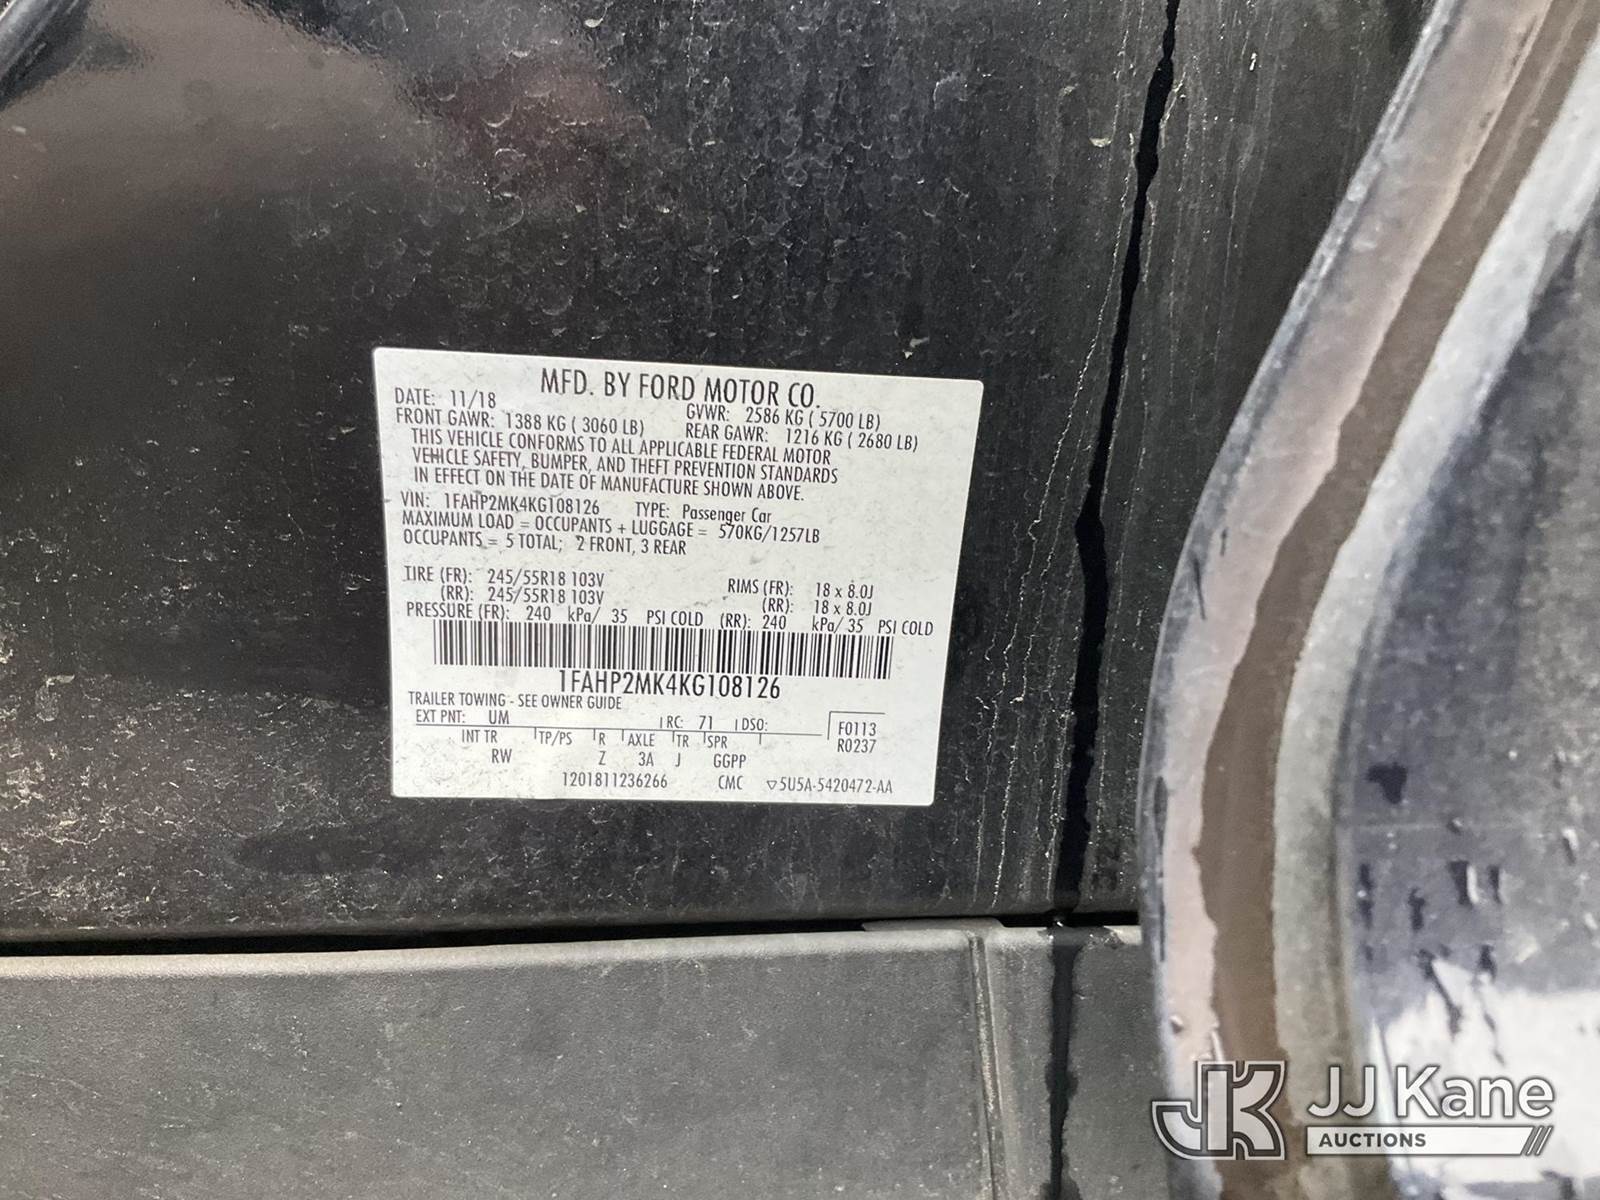 MFD. BY FORD MOTOR CO.
DATE: 11/18 GVWR: 2586 KG ( 5700 LB)
FRONT GAWR: 1388 KG ( 3060 LB) REAR GAWR: 1216 KG ( 2680 LB)
THIS VEHICLE CONFORMS TO ALL APPLICABLE FEDERAL MOTOR
VEHICLE SAFETY, BUMPER, AND THEFT PREVENTION STANDARDS
IN EFFECT ON THE DATE OF MANUFACTURE SHOWN ABOVE.
VIN: 1FAHP2MK4KG108126 TYPE: Passenger Car
MAXIMUM LOAD = OCCUPANTS + LUGGAGE = 570KG/1257LB
OCCUPANTS = 5 TOTAL; 2 FRONT, 3 REAR
TIRE (FR): 245/55R18 103V RIMS (FR): 18 x 8.0J
(RR): 245/55R18 103V (RR): 18 x 8.0J
PRESSURE (FR): 240 kPa/ 35 PSI COLD (RR): 240 kPa/ 35 PSI COLD
1FAHP2MK4KG108126
TRAILER TOWING - SEE OWNER GUIDE
EXT PNT: UM RC: 71 DSO: F0113
INT TR TP/PS R AXLE TR SPR R0237
RW Z 3A J GGPP
1201811236266 CMC ▽5U5A-5420472-AA
JK JJ Kane
AUCTIONS